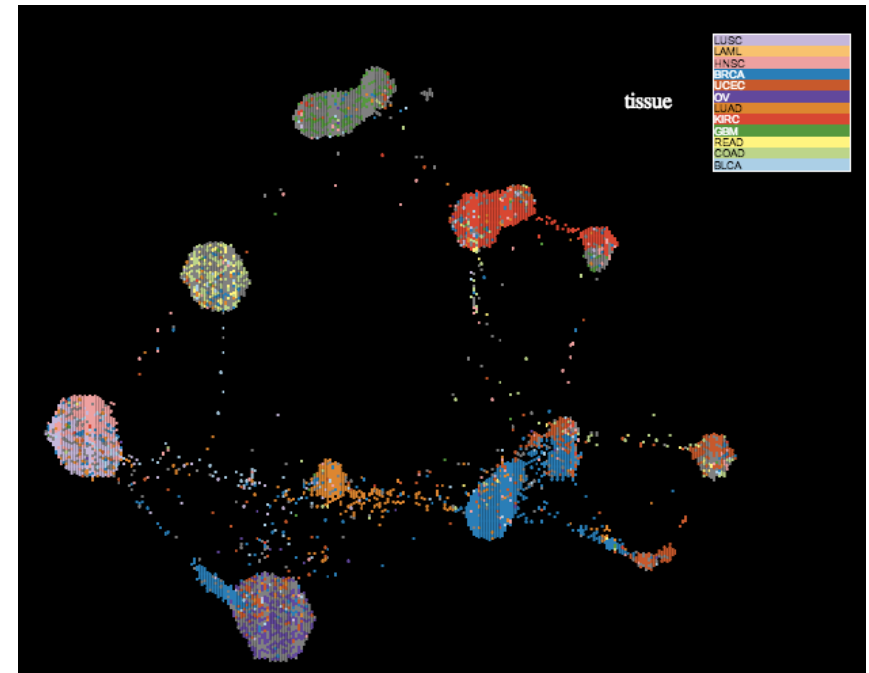 LUSC
LAML
HNSC
BRCA
tissue
UCEC
OV
LUAD
KIRC
GBM
READ
COAD
BLCA